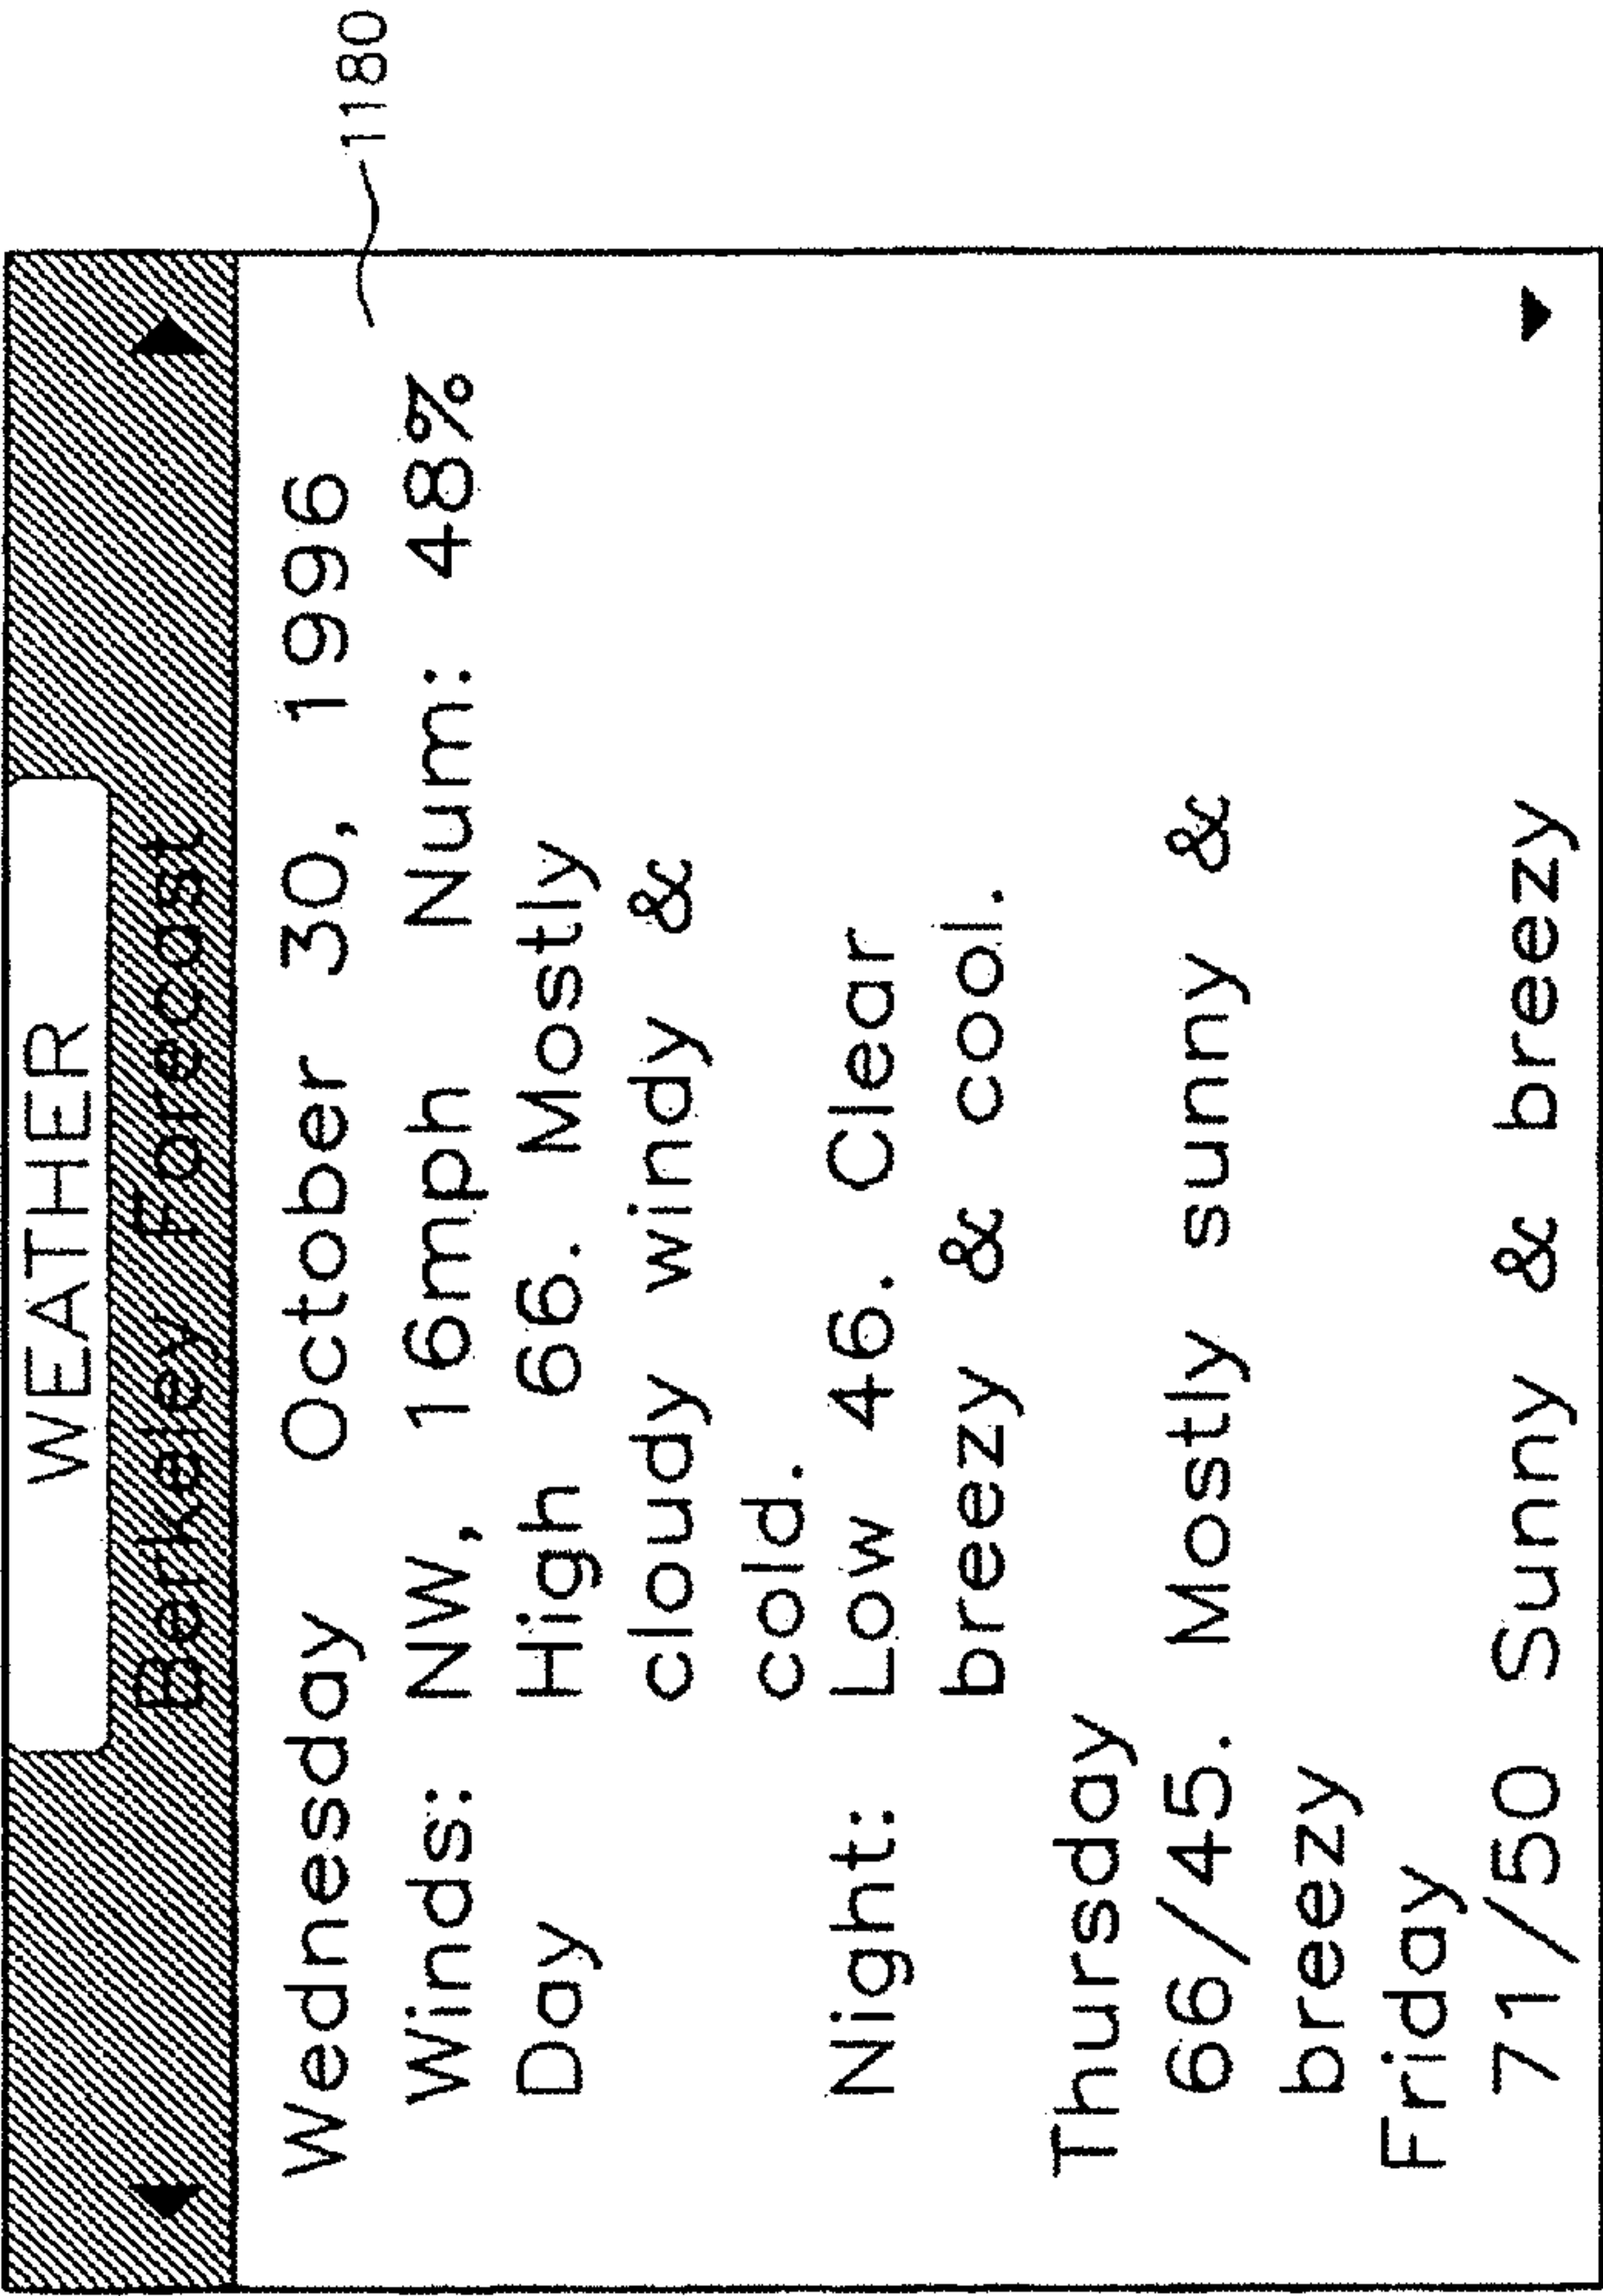 WEATHER
Berkeley Forecast
Wednesday October 30, 1996
1180
Winds: NW, 16mph Num: 48%
Day High 66. Mostly
cloudy windy &
cold.
Night: Low 46. Clear
breezy & cool.
Thursday
66/45. Mostly sunny &
breezy
Friday
71/50 Sunny & breezy